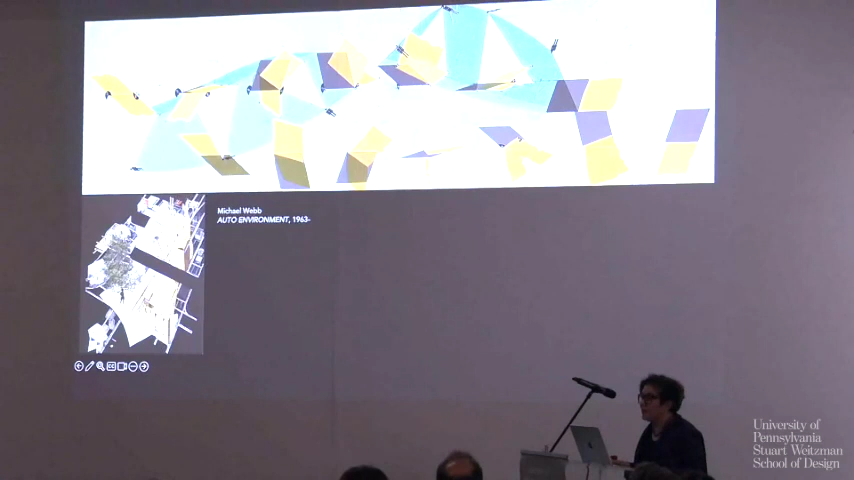 Michael Webb
AUTO ENVIRONMENT, 1963-
University of
Pennsylvania
Stuart Weitzman
School of Design